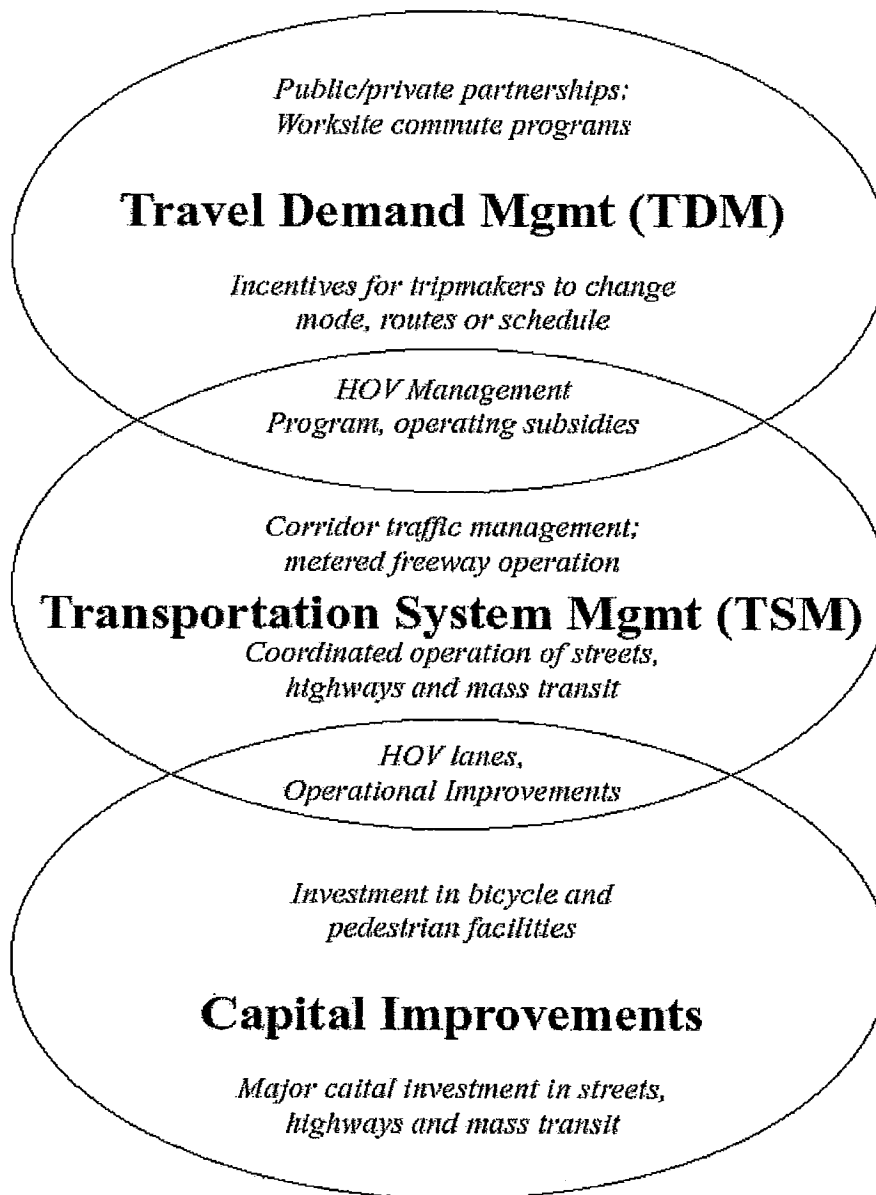 Public/private partnerships:
Worksite commute programs
Travel Demand Mgmt (TDM)
Incentives for tripmakers to change
mode, routes or schedule
HOV Management
Program, operating subsidies
Corridor traffic management;
metered freeway operation
Transportation System Mgmt (TSM)
Coordinated operation of streets,
highways and mass transit
HOV lanes,
Operational Improvements
Investment in bicycle and
pedestrian facilities
Capital Improvements
Major caital investment in streets,
highways and mass transit